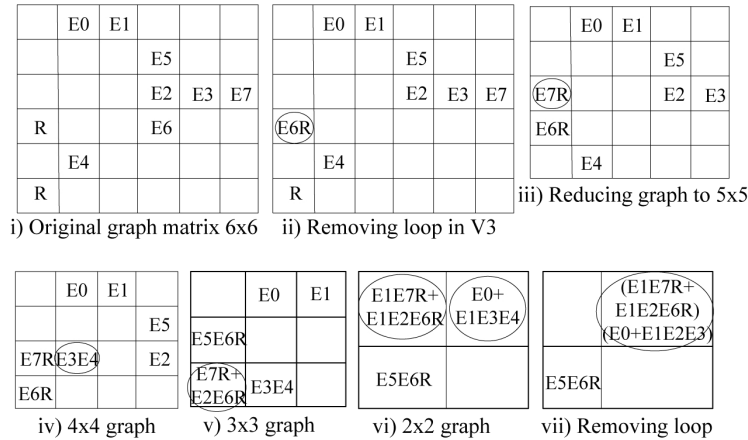 E0 E1
E5
E2 E3 E7
R E6
E4
R
i) Original graph matrix 6x6
E0 E1
E5
E2 E3 E7
E6R
E4
R
ii) Removing loop in V3
E0 E1
E5
E7R E2 E3
E6R
E4
iii) Reducing graph to 5x5
E0 E1
E5
E7R E3E4 E2
E6R
iv) 4x4 graph
E0 E1
E5E6R
E7R+
E2E6R E3E4
v) 3x3 graph
E1E7R+ E0+
E1E2E6R E1E3E4
E5E6R
vi) 2x2 graph
(E1E7R+
E1E2E6R)
(E0+E1E2E3)
E5E6R
vii) Removing loop